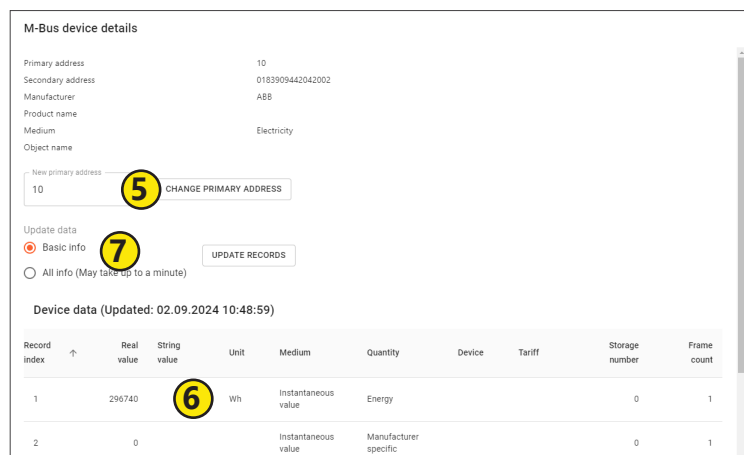 M-Bus device details
Primary address 10
Secondary address 0183909442042002
Manufacturer ABB
Product name
Medium Electricity
Object name
New primary address
10 5 CHANGE PRIMARY ADDRESS
Update data
Basic info 7 UPDATE RECORDS
All info (May take up to a minute)
Device data (Updated: 02.09.2024 10:48:59)
Record index ↑ Real value String value Unit Medium Quantity Device Tariff Storage number Frame count
1 296740 6 Wh Instantaneous value Energy 0 1
2 0 Instantaneous value Manufacturer specific 0 1